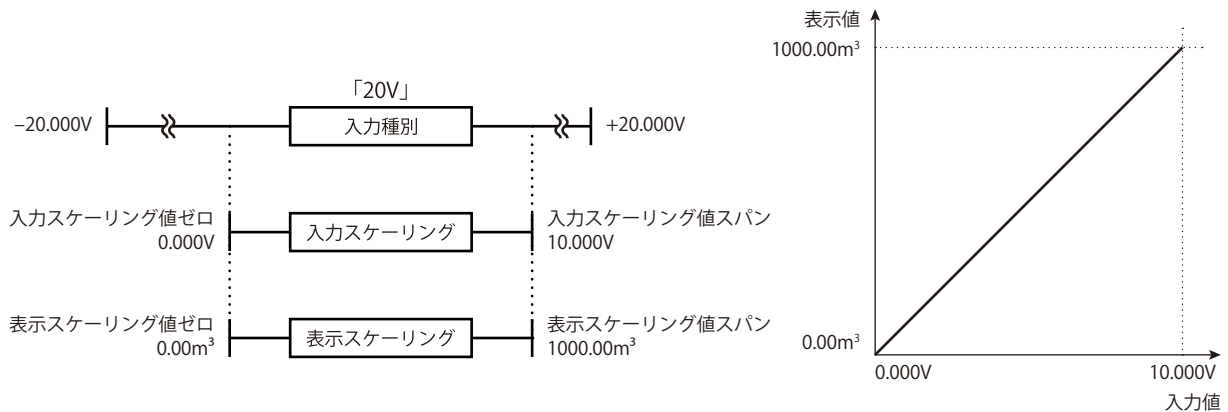 「20V」
–20.000V
入力種別
+20.000V
入力スケーリング値ゼロ
0.000V
入力スケーリング
入力スケーリング値スパン
10.000V
表示スケーリング値ゼロ
0.00m³
表示スケーリング
表示スケーリング値スパン
1000.00m³
表示値
1000.00m³
0.00m³
0.000V
10.000V
入力値